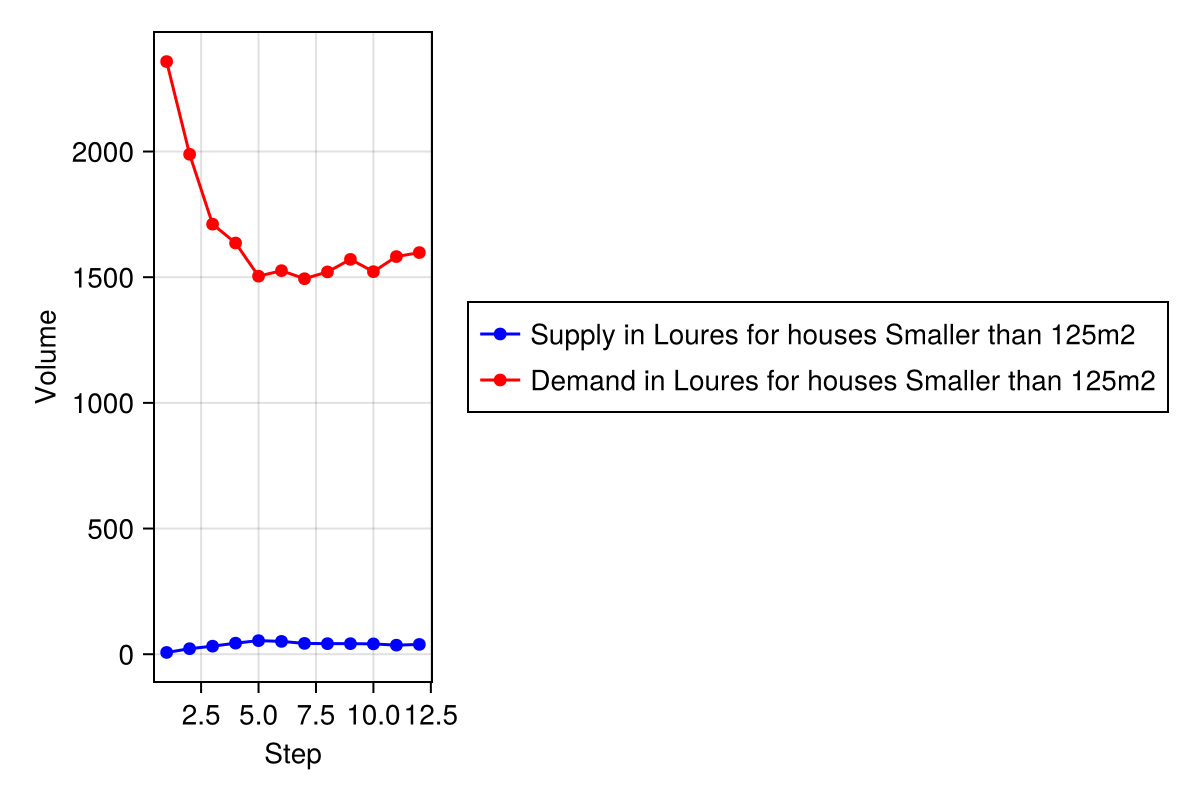 2000
1500
1000
500
0
Volume
2.5 5.0 7.5 10.0 12.5
Step
Supply in Loures for houses Smaller than 125m2
Demand in Loures for houses Smaller than 125m2